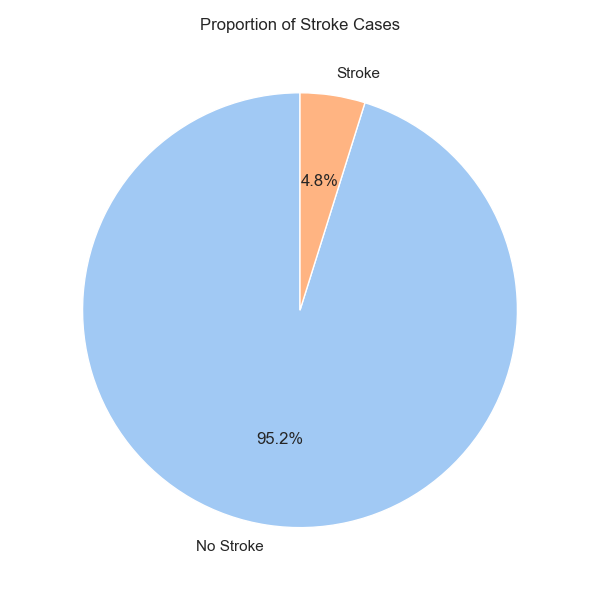 Proportion of Stroke Cases
Stroke
4.8%
95.2%
No Stroke